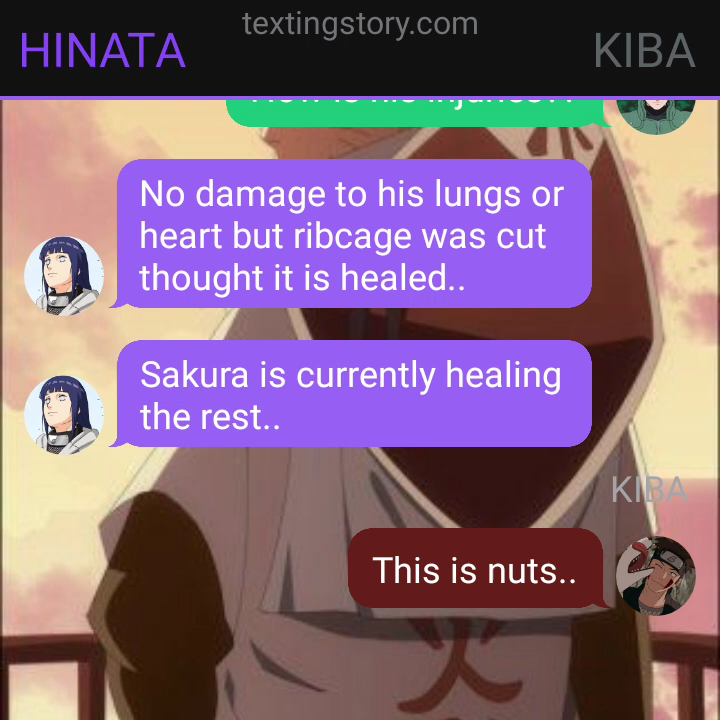 textingstory.com
HINATA
KIBA
No damage to his lungs or
heart but ribcage was cut
thought it is healed..
Sakura is currently healing
the rest..
KIBA
This is nuts..
火